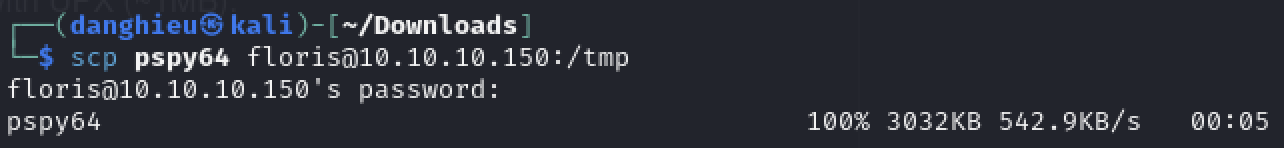 ┌──(danghieu㉿kali)-[~/Downloads]
└─$ scp pspy64 floris@10.10.10.150:/tmp
floris@10.10.10.150's password:
pspy64 100% 3032KB 542.9KB/s 00:05